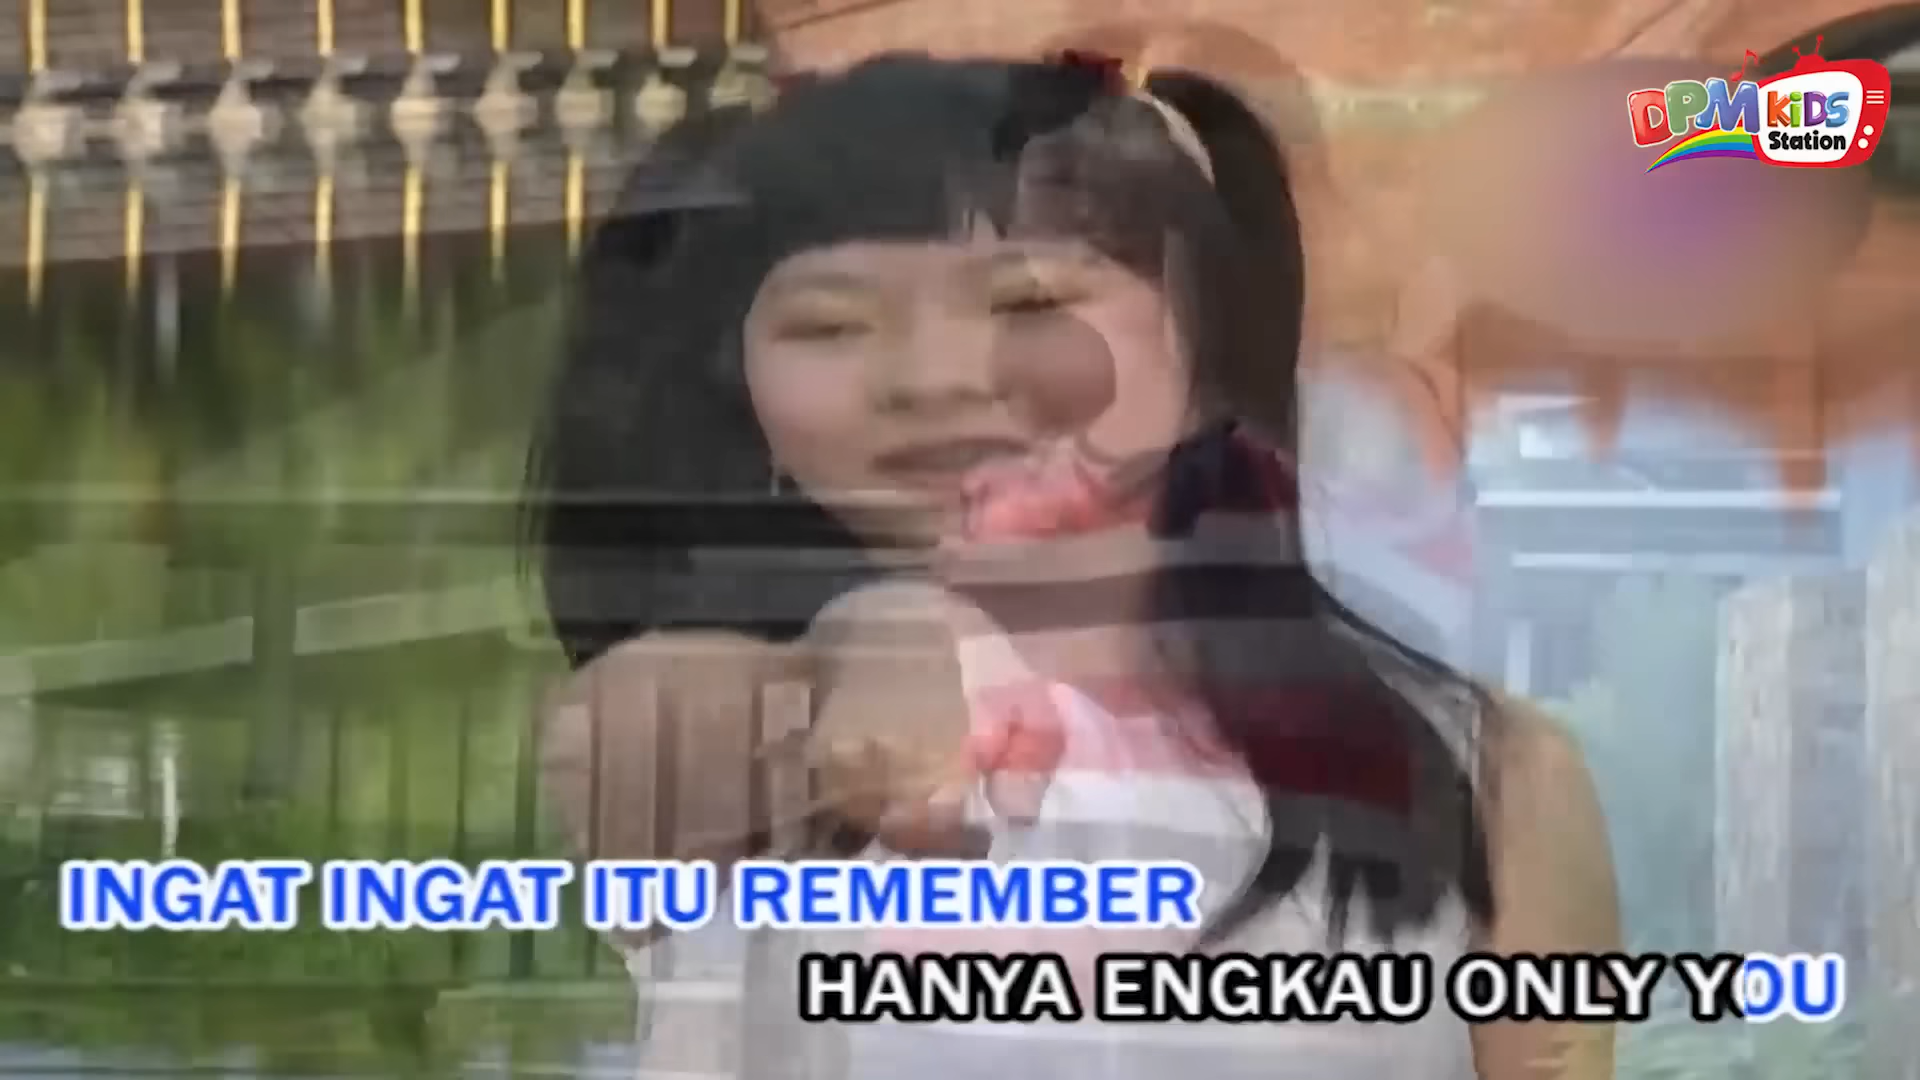 DPM KiDS
Station
INGAT INGAT ITU REMEMBER
HANYA ENGKAU ONLY YOU